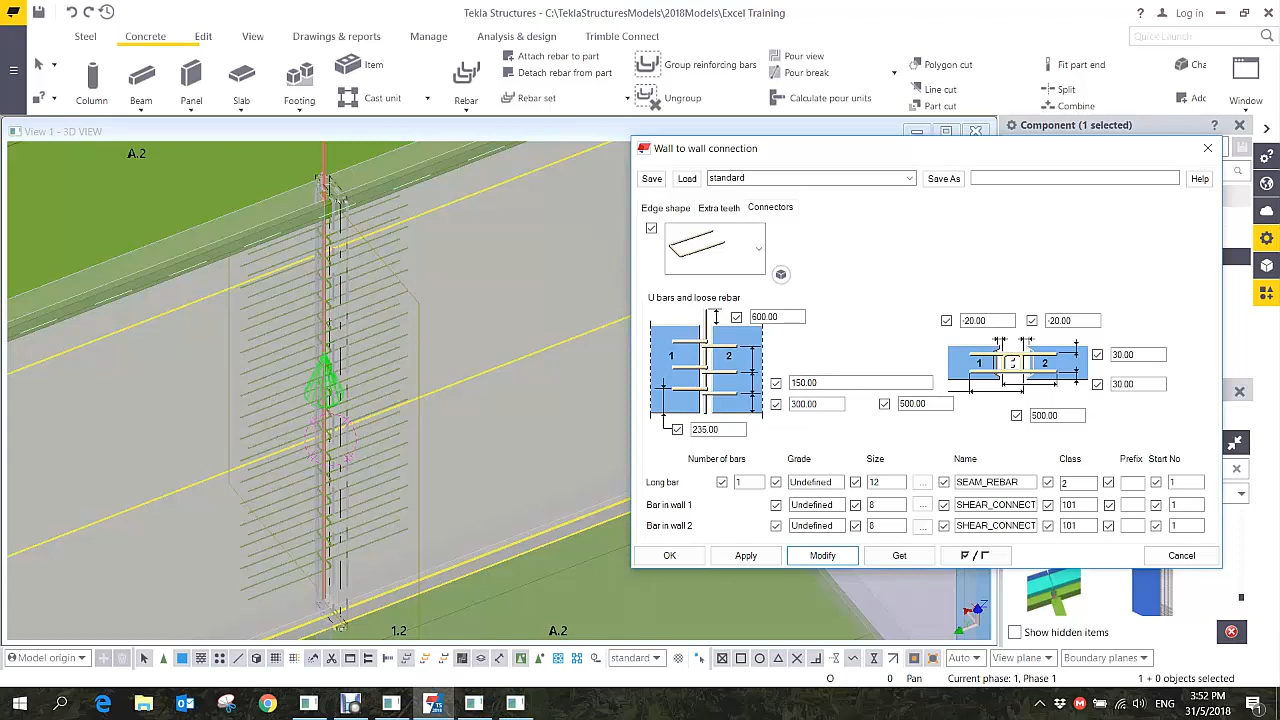 Tekla Structures - C:\TeklaStructuresModels\2018Models\Excel Training
? Log in
Steel Concrete Edit View Drawings & reports Manage Analysis & design Trimble Connect
Quick Launch
Column Beam Panel Slab Footing
Item
Cast unit
Rebar
Attach rebar to part
Detach rebar from part
Rebar set
Group reinforcing bars
Ungroup
Pour view
Pour break
Calculate pour units
Polygon cut
Line cut
Part cut
Fit part end
Split
Combine
Cha
Add
Window
View 1 - 3D VIEW
Component (1 selected) ?
A.2
Wall to wall connection
Save Load standard Save As Help
Edge shape Extra teeth Connectors
U bars and loose rebar
600.00
-20.00 -20.00
1 2
1 2
30.00
150.00
30.00
300.00 500.00
500.00
235.00
Number of bars Grade Size Name Class Prefix Start No
Long bar 1 Undefined 12 ... SEAM_REBAR 2 1
Bar in wall 1 Undefined 8 ... SHEAR_CONNECT 101 1
Bar in wall 2 Undefined 8 ... SHEAR_CONNECT 101 1
OK Apply Modify Get Cancel
1.2 A.2
Show hidden items
Model origin standard Auto View plane Boundary planes
O 0 Pan Current phase: 1, Phase 1 1 + 0 objects selected
TS
2018
ENG
3:52 PM
31/5/2018